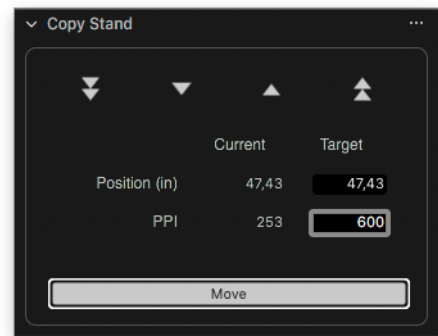 Copy Stand
Current Target
Position (in) 47,43 47,43
PPI 253 600
Move